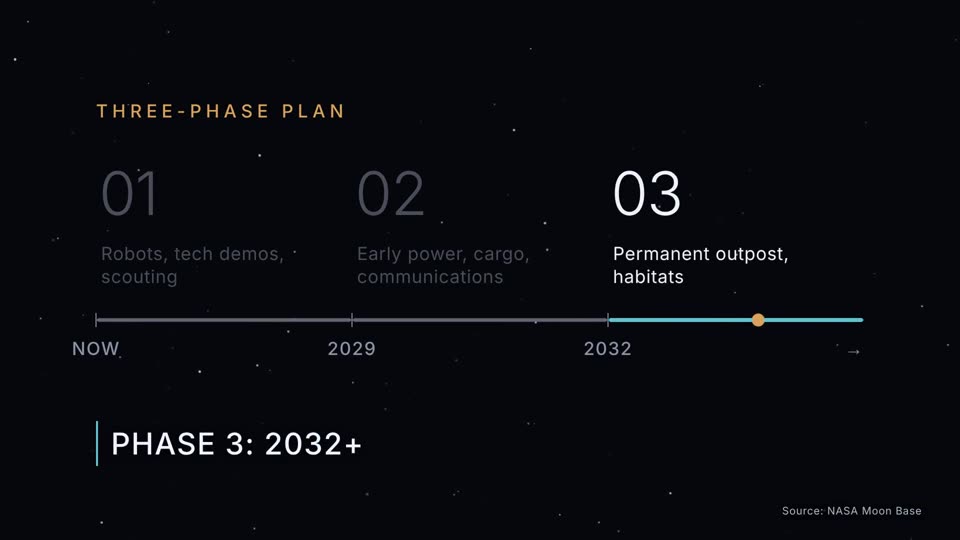 THREE-PHASE PLAN
01
Robots, tech demos,
scouting
02
Early power, cargo,
communications
03
Permanent outpost,
habitats
NOW
2029
2032
→
PHASE 3: 2032+
Source: NASA Moon Base